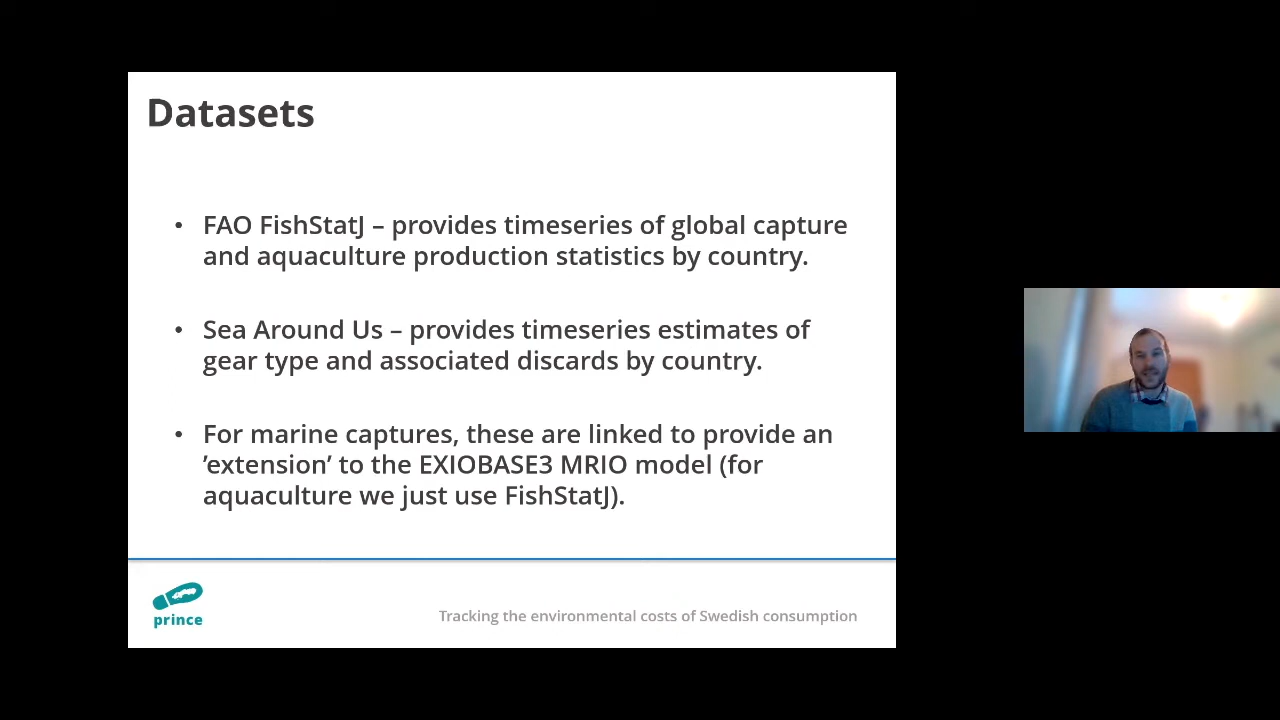 Datasets
• FAO FishStatJ – provides timeseries of global capture
and aquaculture production statistics by country.
• Sea Around Us – provides timeseries estimates of
gear type and associated discards by country.
• For marine captures, these are linked to provide an
’extension’ to the EXIOBASE3 MRIO model (for
aquaculture we just use FishStatJ).
prince
Tracking the environmental costs of Swedish consumption